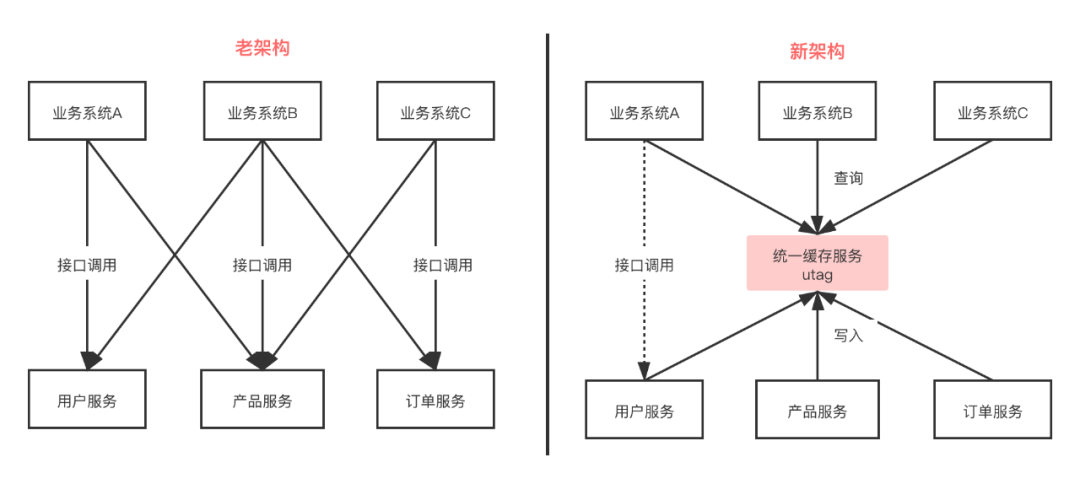 老架构
业务系统A
业务系统B
业务系统C
接口调用
接口调用
接口调用
用户服务
产品服务
订单服务
新架构
业务系统A
业务系统B
业务系统C
查询
接口调用
统一缓存服务
utag
写入
用户服务
产品服务
订单服务